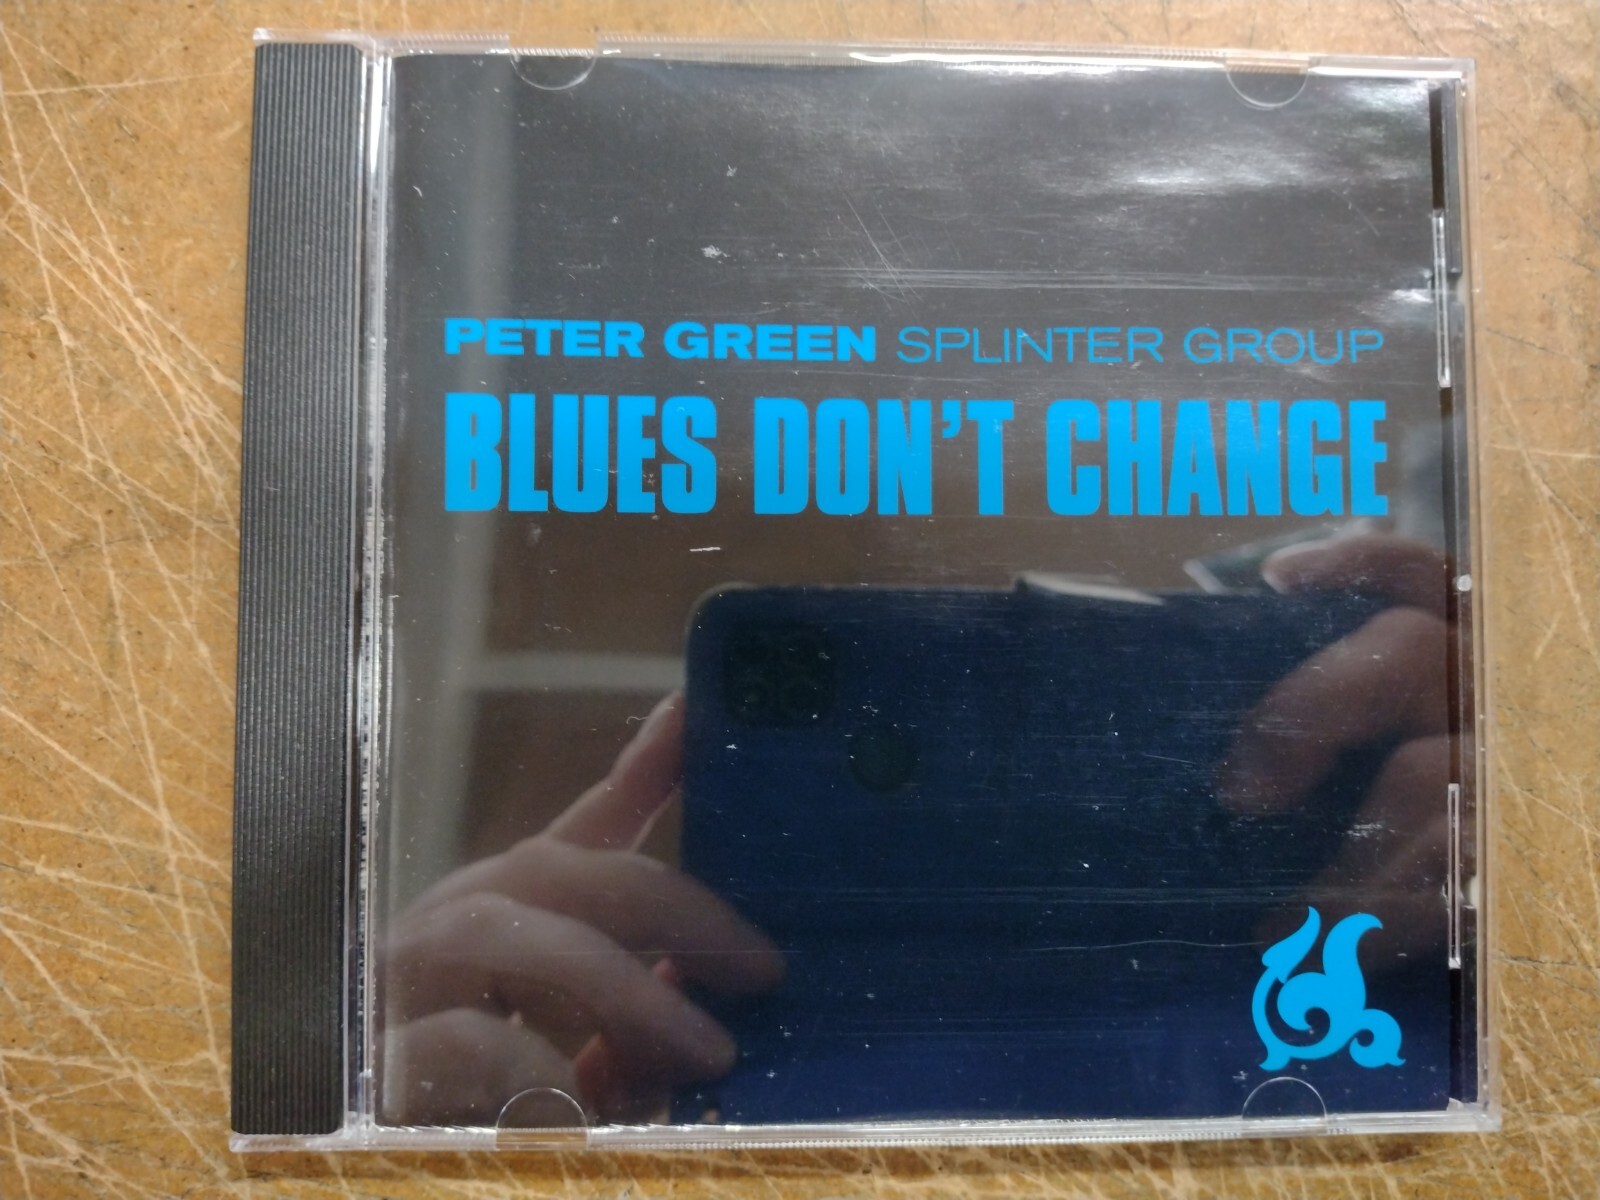 PETER GREEN SPLINTER GROUP
BLUES DON'T CHANGE